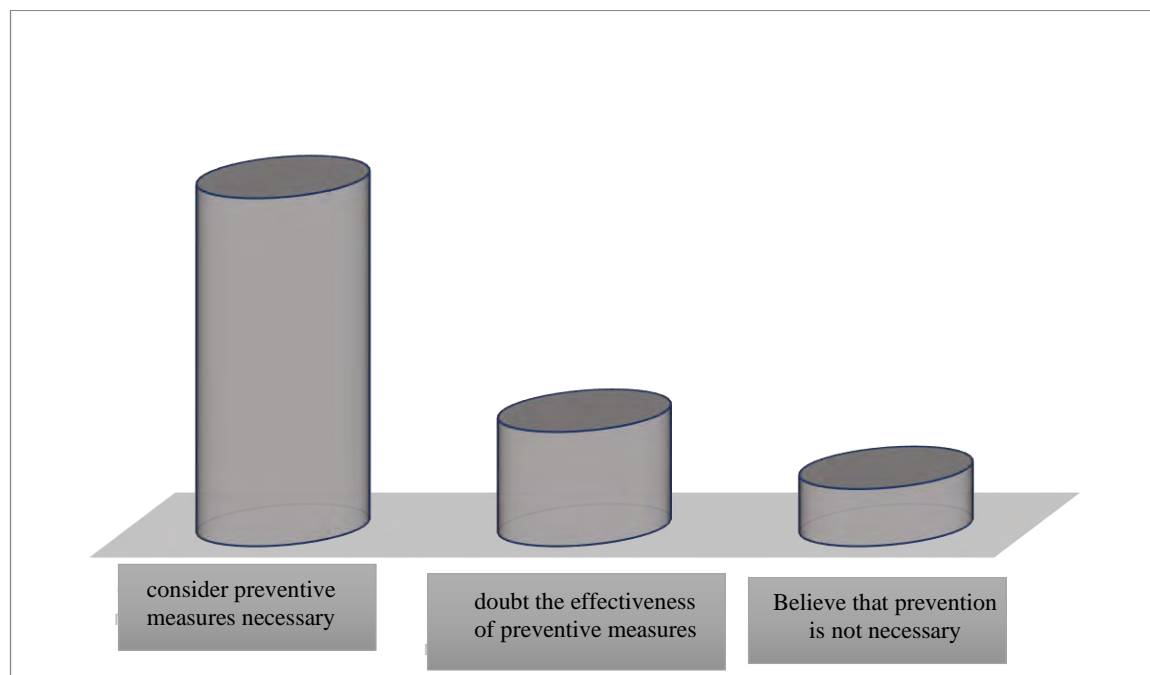 consider preventive
measures necessary
doubt the effectiveness
of preventive measures
Believe that prevention
is not necessary